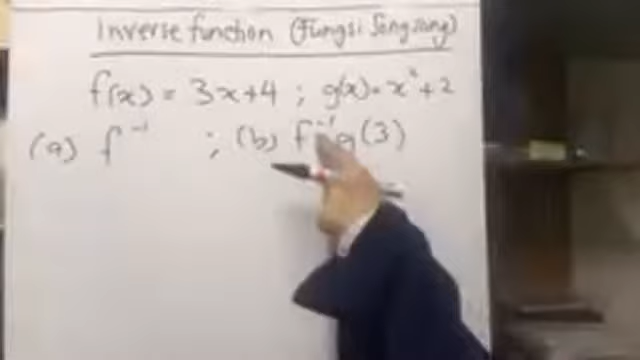 Inverse function (Fungsi Songsang)
f(x) = 3x+4 ; g(x) = x²+2
(a) f⁻¹ ; (b) f⁻¹g(3)